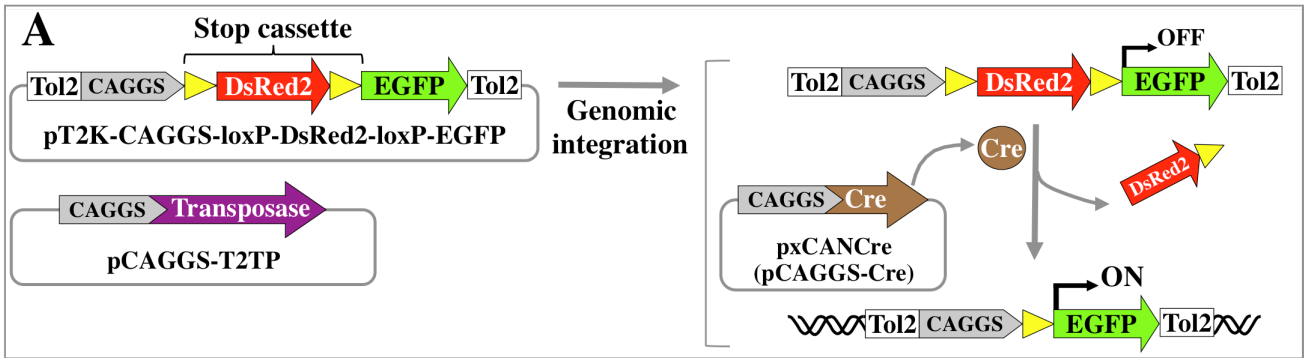 A
Stop cassette
Tol2 CAGGS DsRed2 EGFP Tol2
pT2K-CAGGS-loxP-DsRed2-loxP-EGFP
CAGGS Transposase
pCAGGS-T2TP
Genomic
integration
OFF
Tol2 CAGGS DsRed2 EGFP Tol2
Cre
DsRed2
CAGGS Cre
pxCANCre
(pCAGGS-Cre)
ON
Tol2 CAGGS EGFP Tol2